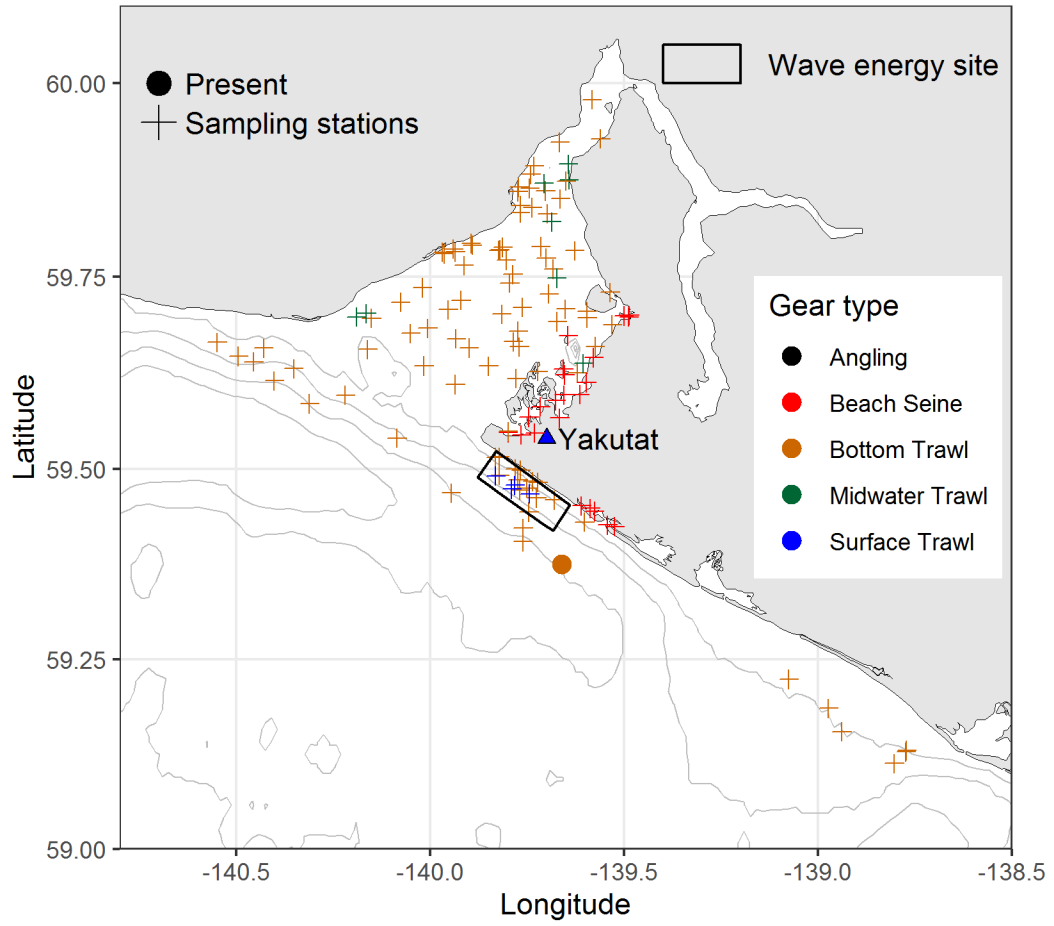 Present
Sampling stations
Wave energy site
60.00
59.75
59.50
59.25
59.00
Latitude
Yakutat
Gear type
Angling
Beach Seine
Bottom Trawl
Midwater Trawl
Surface Trawl
-140.5
-140.0
-139.5
-139.0
-138.5
Longitude